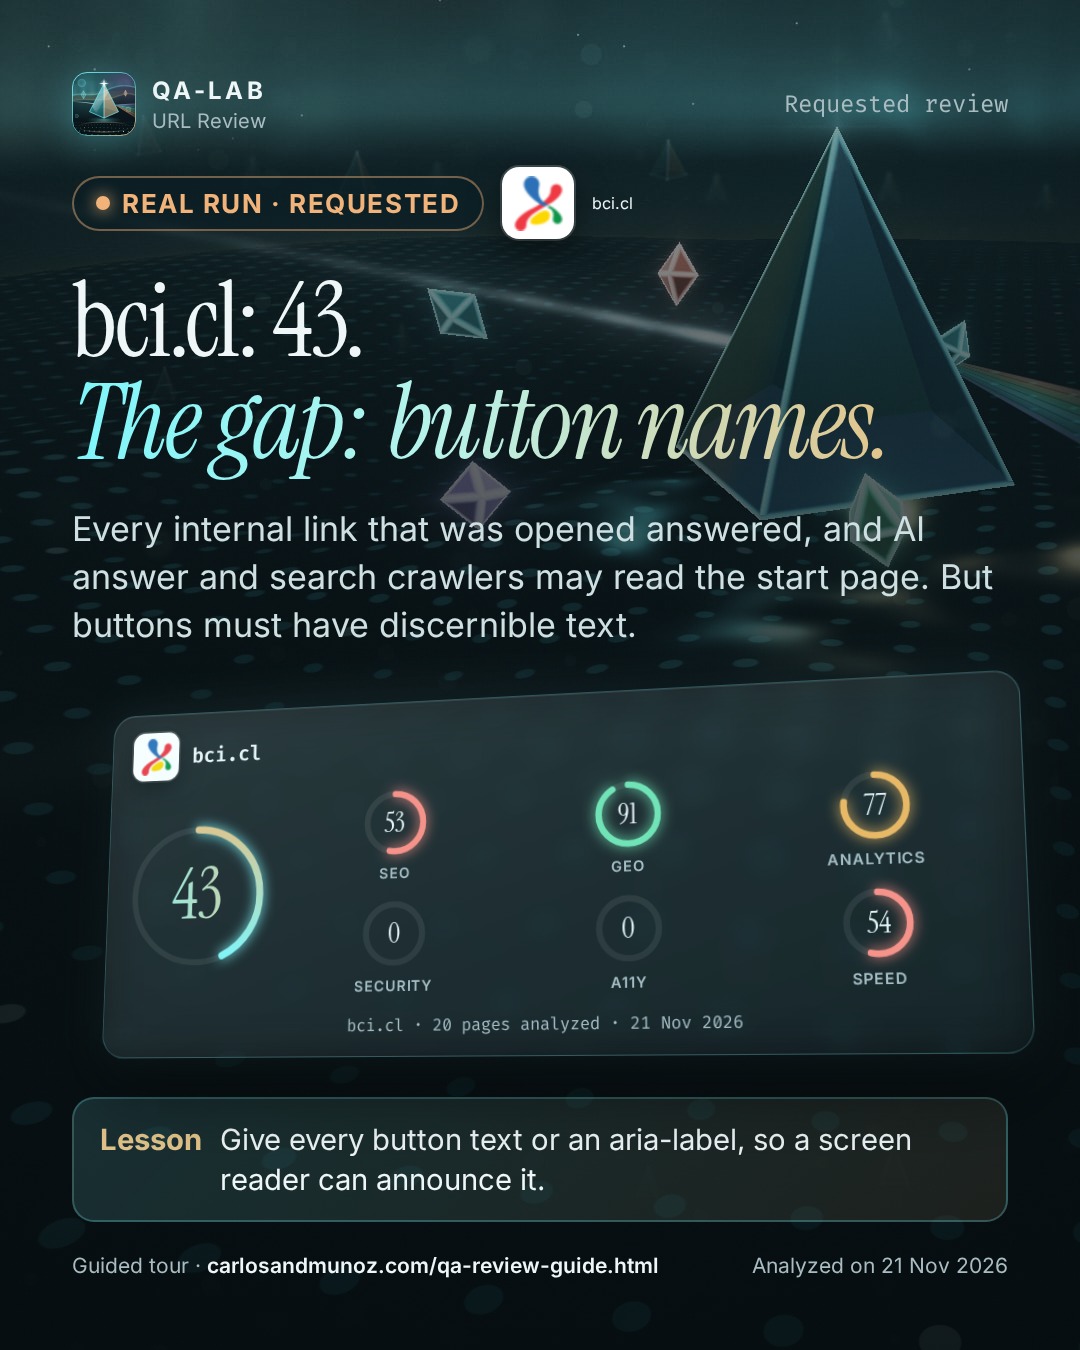 QA-LAB
URL Review
Requested review
REAL RUN · REQUESTED
bci.cl
bci.cl: 43.
The gap: button names.
Every internal link that was opened answered, and AI
answer and search crawlers may read the start page. But
buttons must have discernible text.
bci.cl
43
53
SEO
91
GEO
77
ANALYTICS
0
SECURITY
0
A11Y
54
SPEED
bci.cl · 20 pages analyzed · 21 Nov 2026
Lesson Give every button text or an aria-label, so a screen
reader can announce it.
Guided tour · carlosandmunoz.com/qa-review-guide.html
Analyzed on 21 Nov 2026